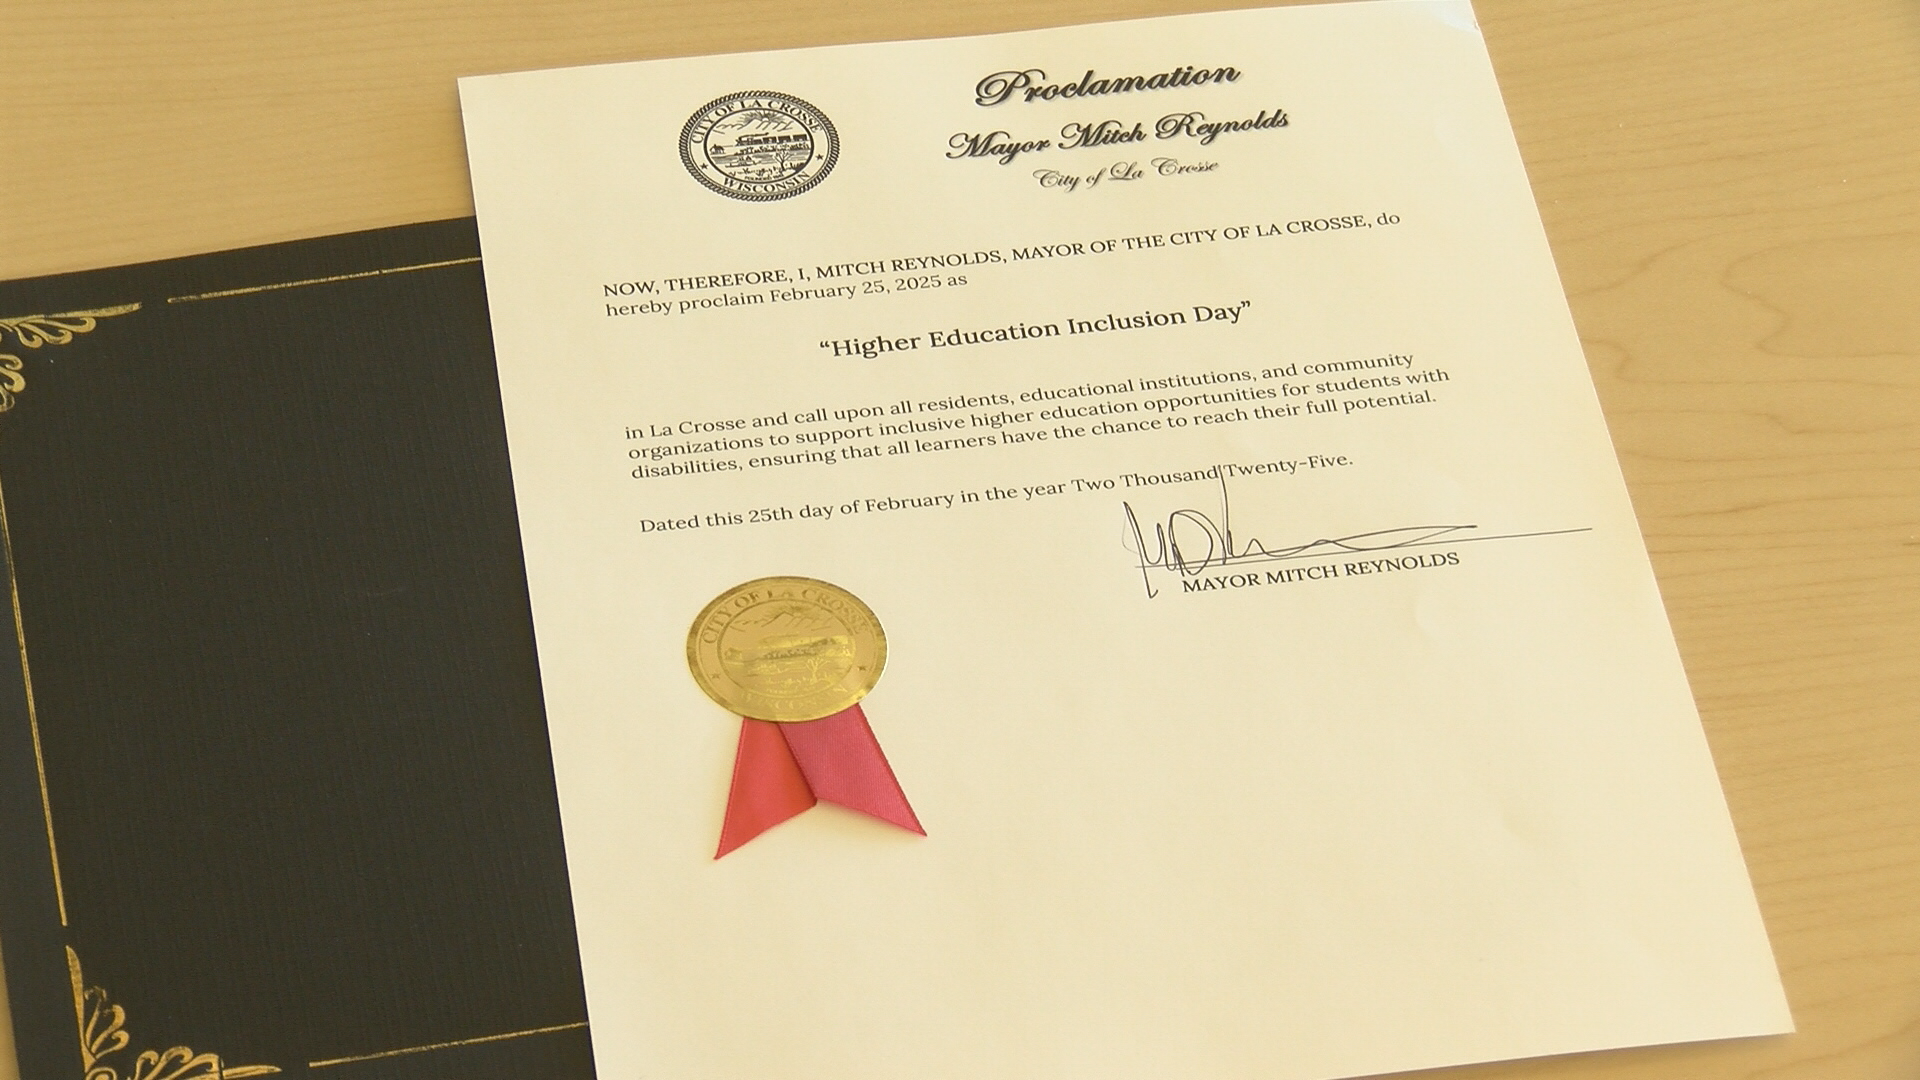 CITY OF LA CROSSE
WISCONSIN
Proclamation
Mayor Mitch Reynolds
City of La Crosse
NOW, THEREFORE, I, MITCH REYNOLDS, MAYOR OF THE CITY OF LA CROSSE, do
hereby proclaim February 25, 2025 as
“Higher Education Inclusion Day”
in La Crosse and call upon all residents, educational institutions, and community
organizations to support inclusive higher education opportunities for students with
disabilities, ensuring that all learners have the chance to reach their full potential.
Dated this 25th day of February in the year Two Thousand Twenty-Five.
MAYOR MITCH REYNOLDS
CITY OF LA CROSSE
WISCONSIN